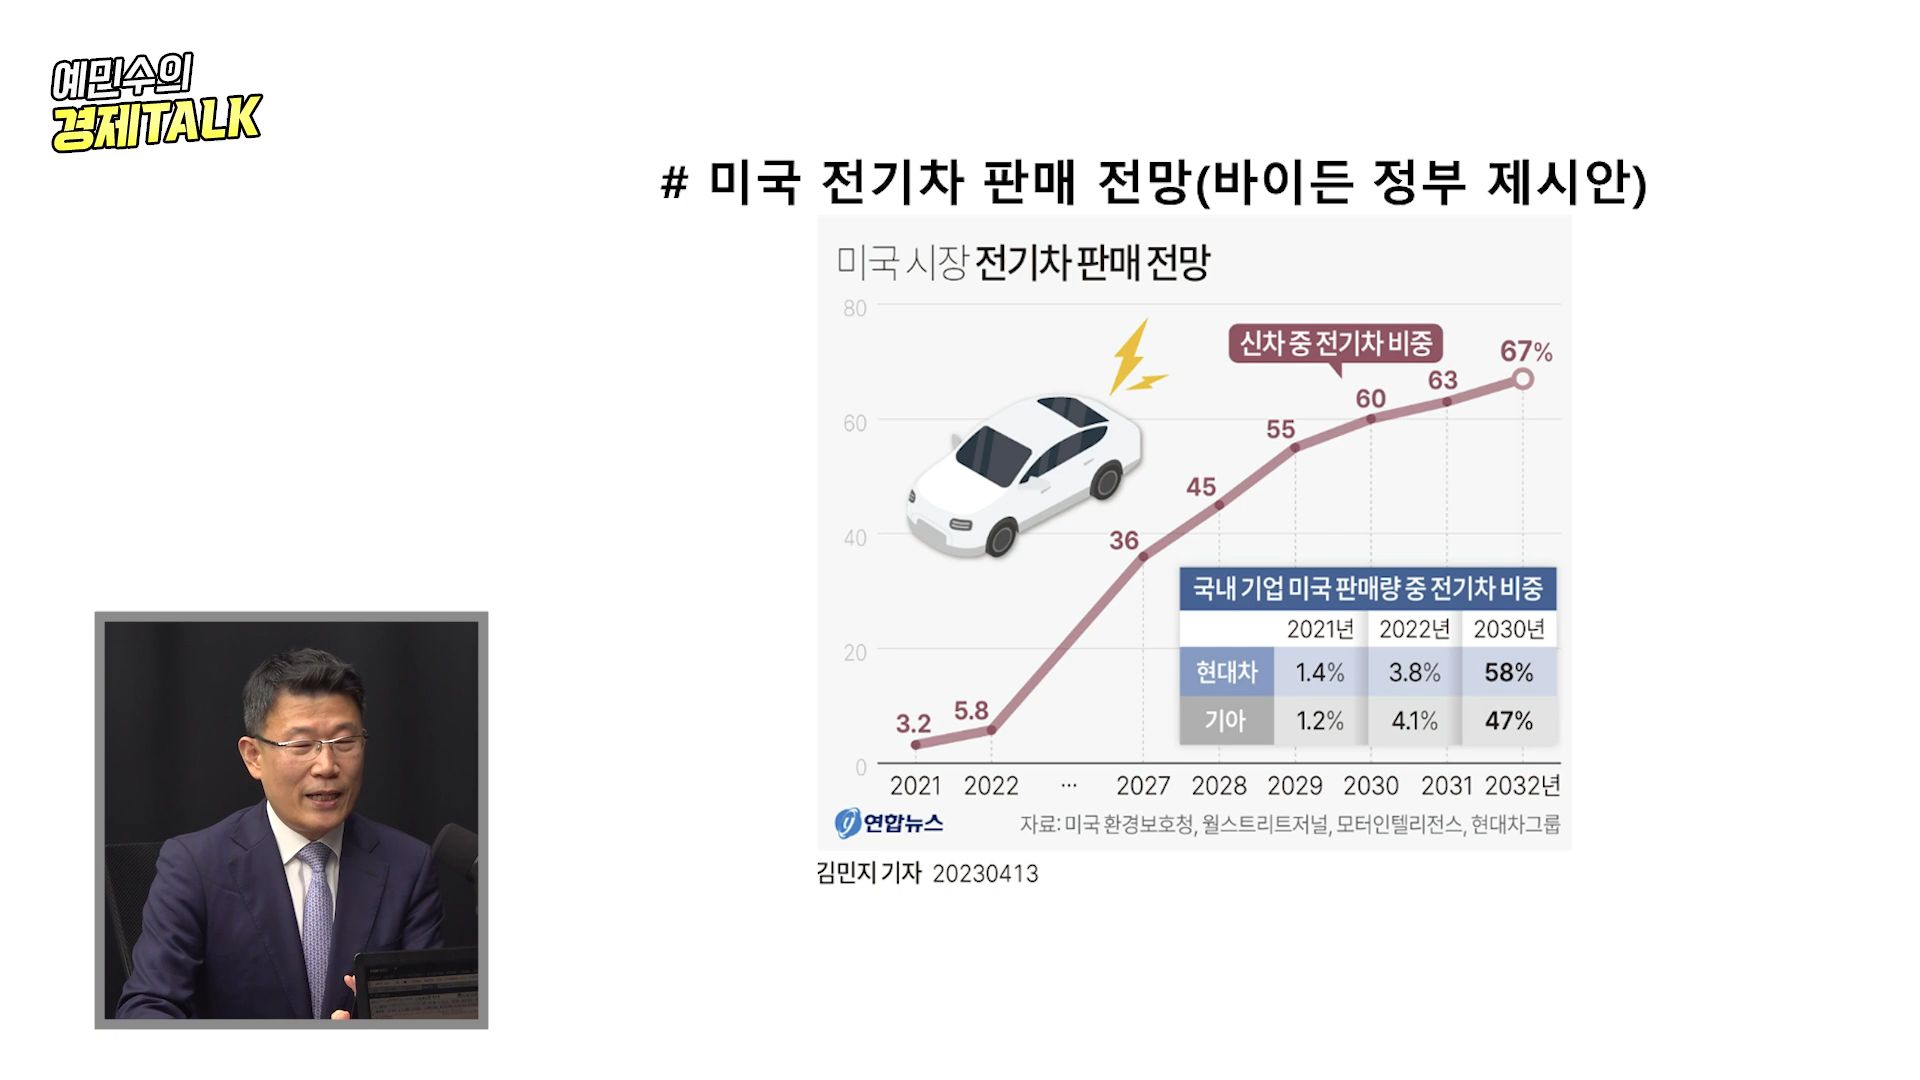 예민수의
경제TALK
# 미국 전기차 판매 전망(바이든 정부 제시안)
미국 시장 전기차 판매 전망
80
60
40
20
0
신차 중 전기차 비중
3.2
5.8
36
45
55
60
63
67%
2021 2022 ... 2027 2028 2029 2030 2031 2032년
국내 기업 미국 판매량 중 전기차 비중
2021년 2022년 2030년
현대차 1.4% 3.8% 58%
기아 1.2% 4.1% 47%
연합뉴스
자료: 미국 환경보호청, 월스트리트저널, 모터인텔리전스, 현대차그룹
김민지 기자 20230413